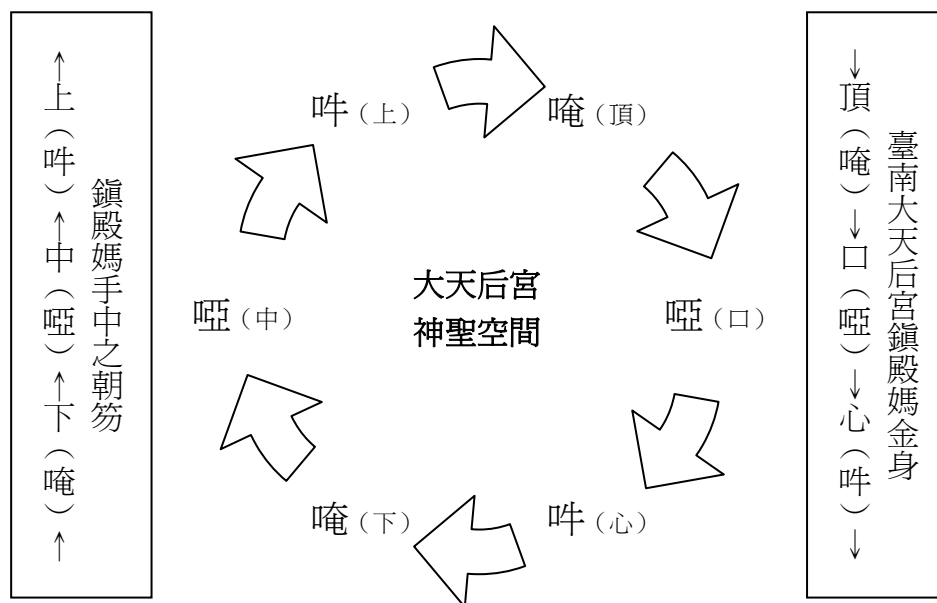 臺南大天后宮鎮殿媽金身
↓頂（唵）↓口（啞）↓心（吽）↓
唵（頂）
啞（口）
吽（心）
唵（下）
啞（中）
吽（上）
大天后宮
神聖空間
鎮殿媽手中之朝笏
↑上（吽）↑中（啞）↑下（唵）↑